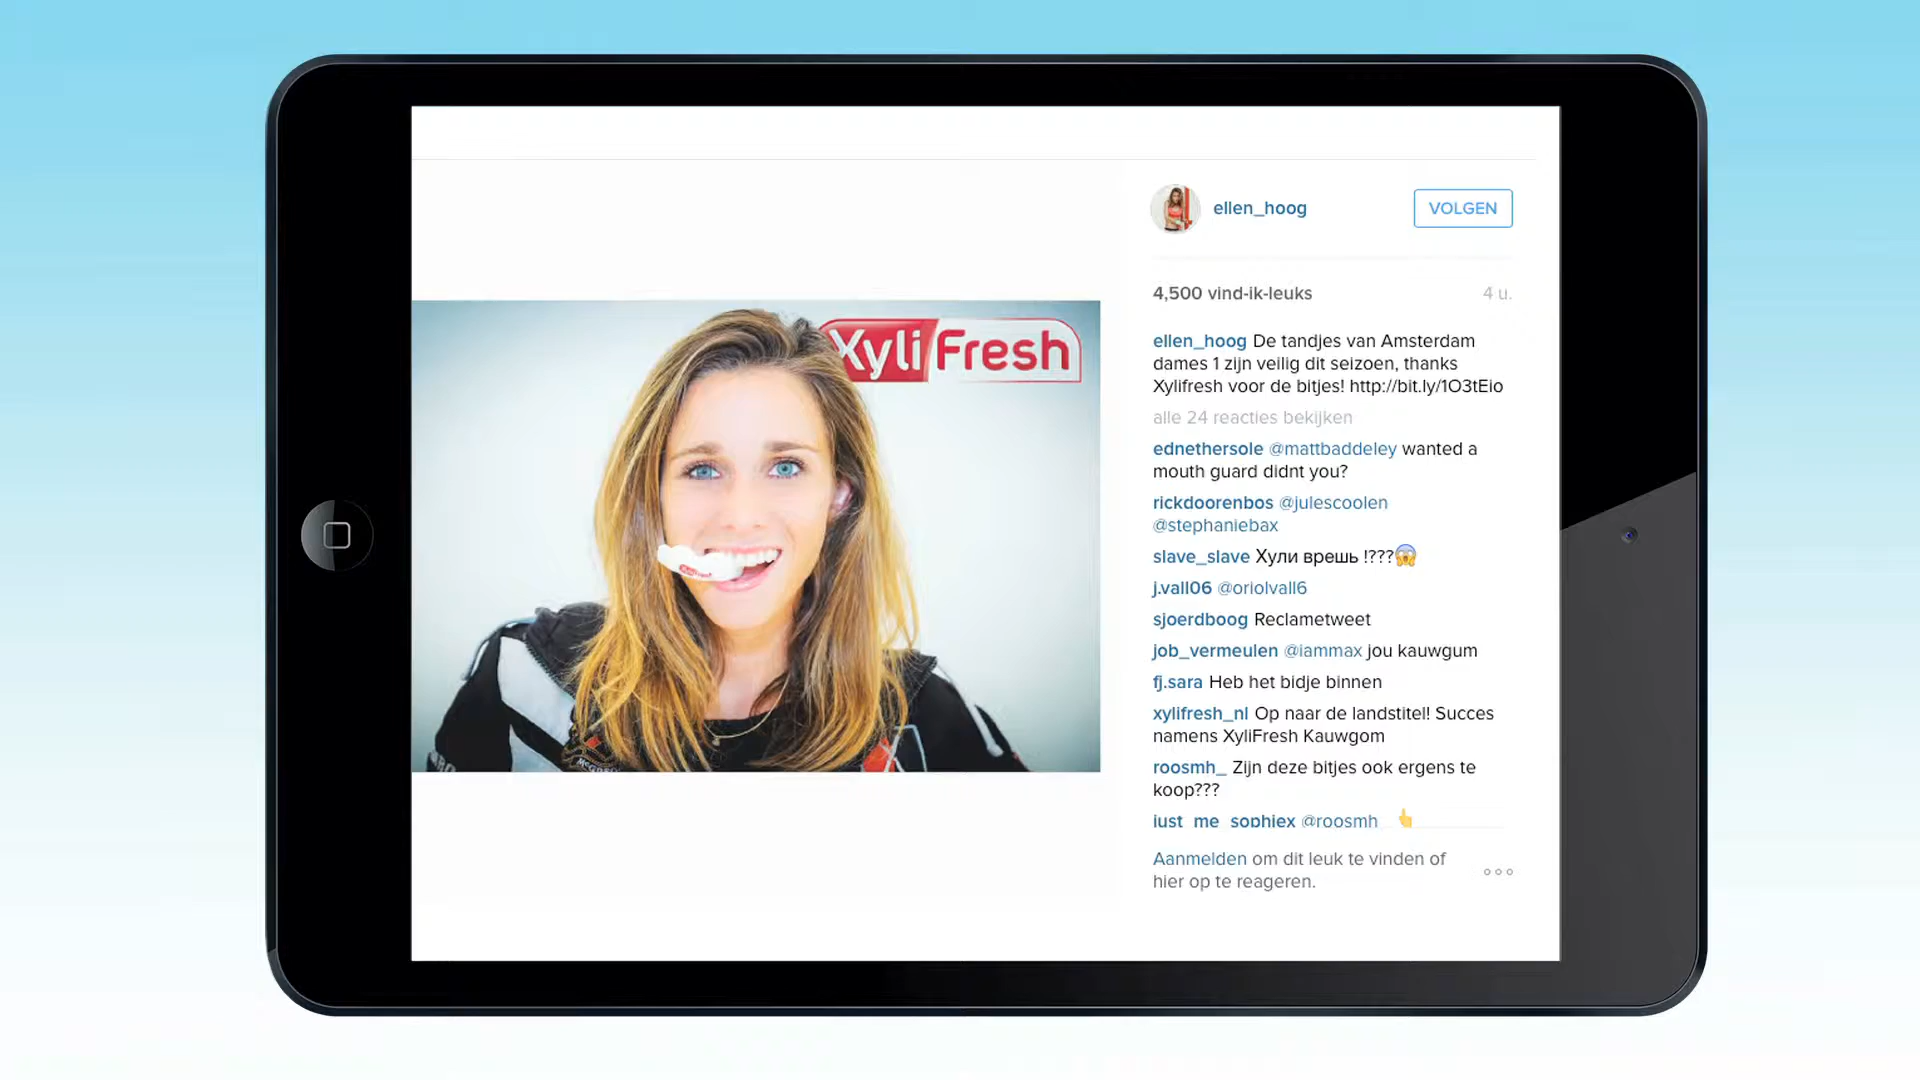 Xyli Fresh
ellen_hoog
VOLGEN
4,500 vind-ik-leuks
4 u.
ellen_hoog De tandjes van Amsterdam
dames 1 zijn veilig dit seizoen, thanks
Xylifresh voor de bitjes! http://bit.ly/1O3tEio
alle 24 reacties bekijken
ednethersole @mattbaddeley wanted a
mouth guard didnt you?
rickdoorenbos @julescoolen
@stephaniebax
slave_slave Хули врешь !???😱
j.vall06 @oriolvall6
sjoerdboog Reclametweet
job_vermeulen @iammax jou kauwgum
fj.sara Heb het bidje binnen
xylifresh_nl Op naar de landstitel! Succes
namens XyliFresh Kauwgom
roosmh_ Zijn deze bitjes ook ergens te
koop???
just_me_sophiex @roosmh_ 👆
Aanmelden om dit leuk te vinden of
hier op te reageren.